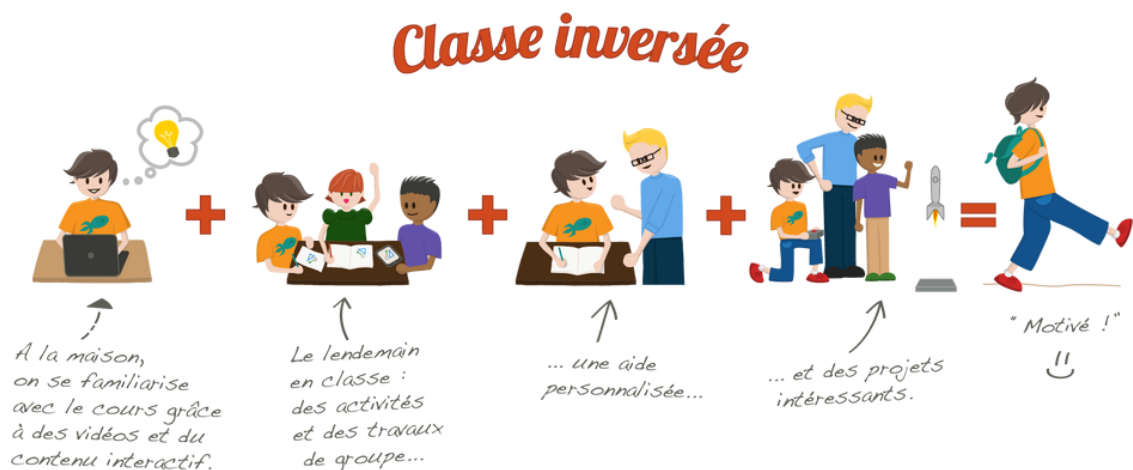 Classe inversée
A la maison,
on se familiarise
avec le cours grâce
à des vidéos et du
contenu interactif.
Le lendemain
en classe :
des activités
et des travaux
de groupe...
... une aide
personnalisée...
... et des projets
intéressants.
" Motivé ! "